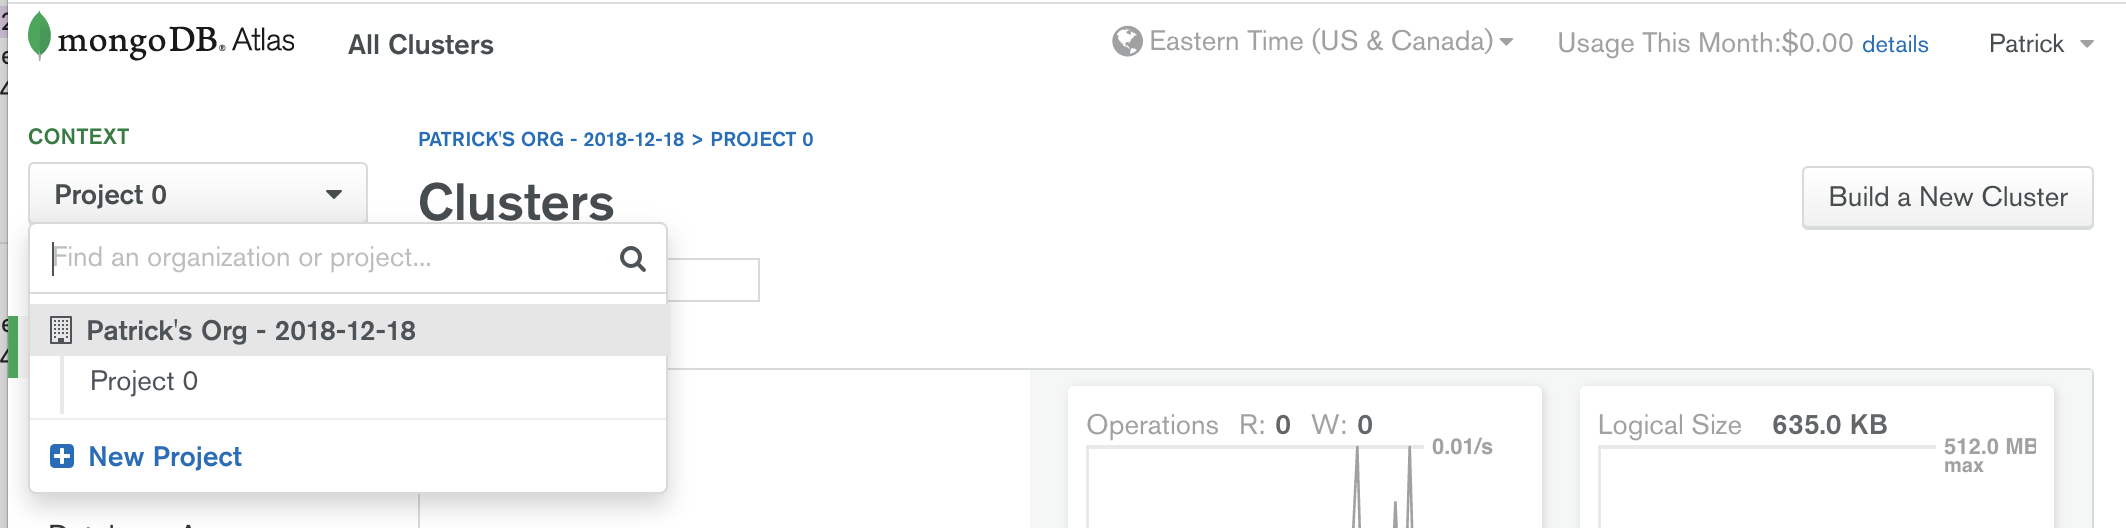 mongoDB® Atlas
All Clusters
Eastern Time (US & Canada)
Usage This Month:$0.00 details
Patrick
CONTEXT
PATRICK'S ORG - 2018-12-18 > PROJECT 0
Project 0
Clusters
Build a New Cluster
Find an organization or project...
Patrick's Org - 2018-12-18
Project 0
New Project
Operations R: 0 W: 0
0.01/s
Logical Size 635.0 KB
512.0 MB
max